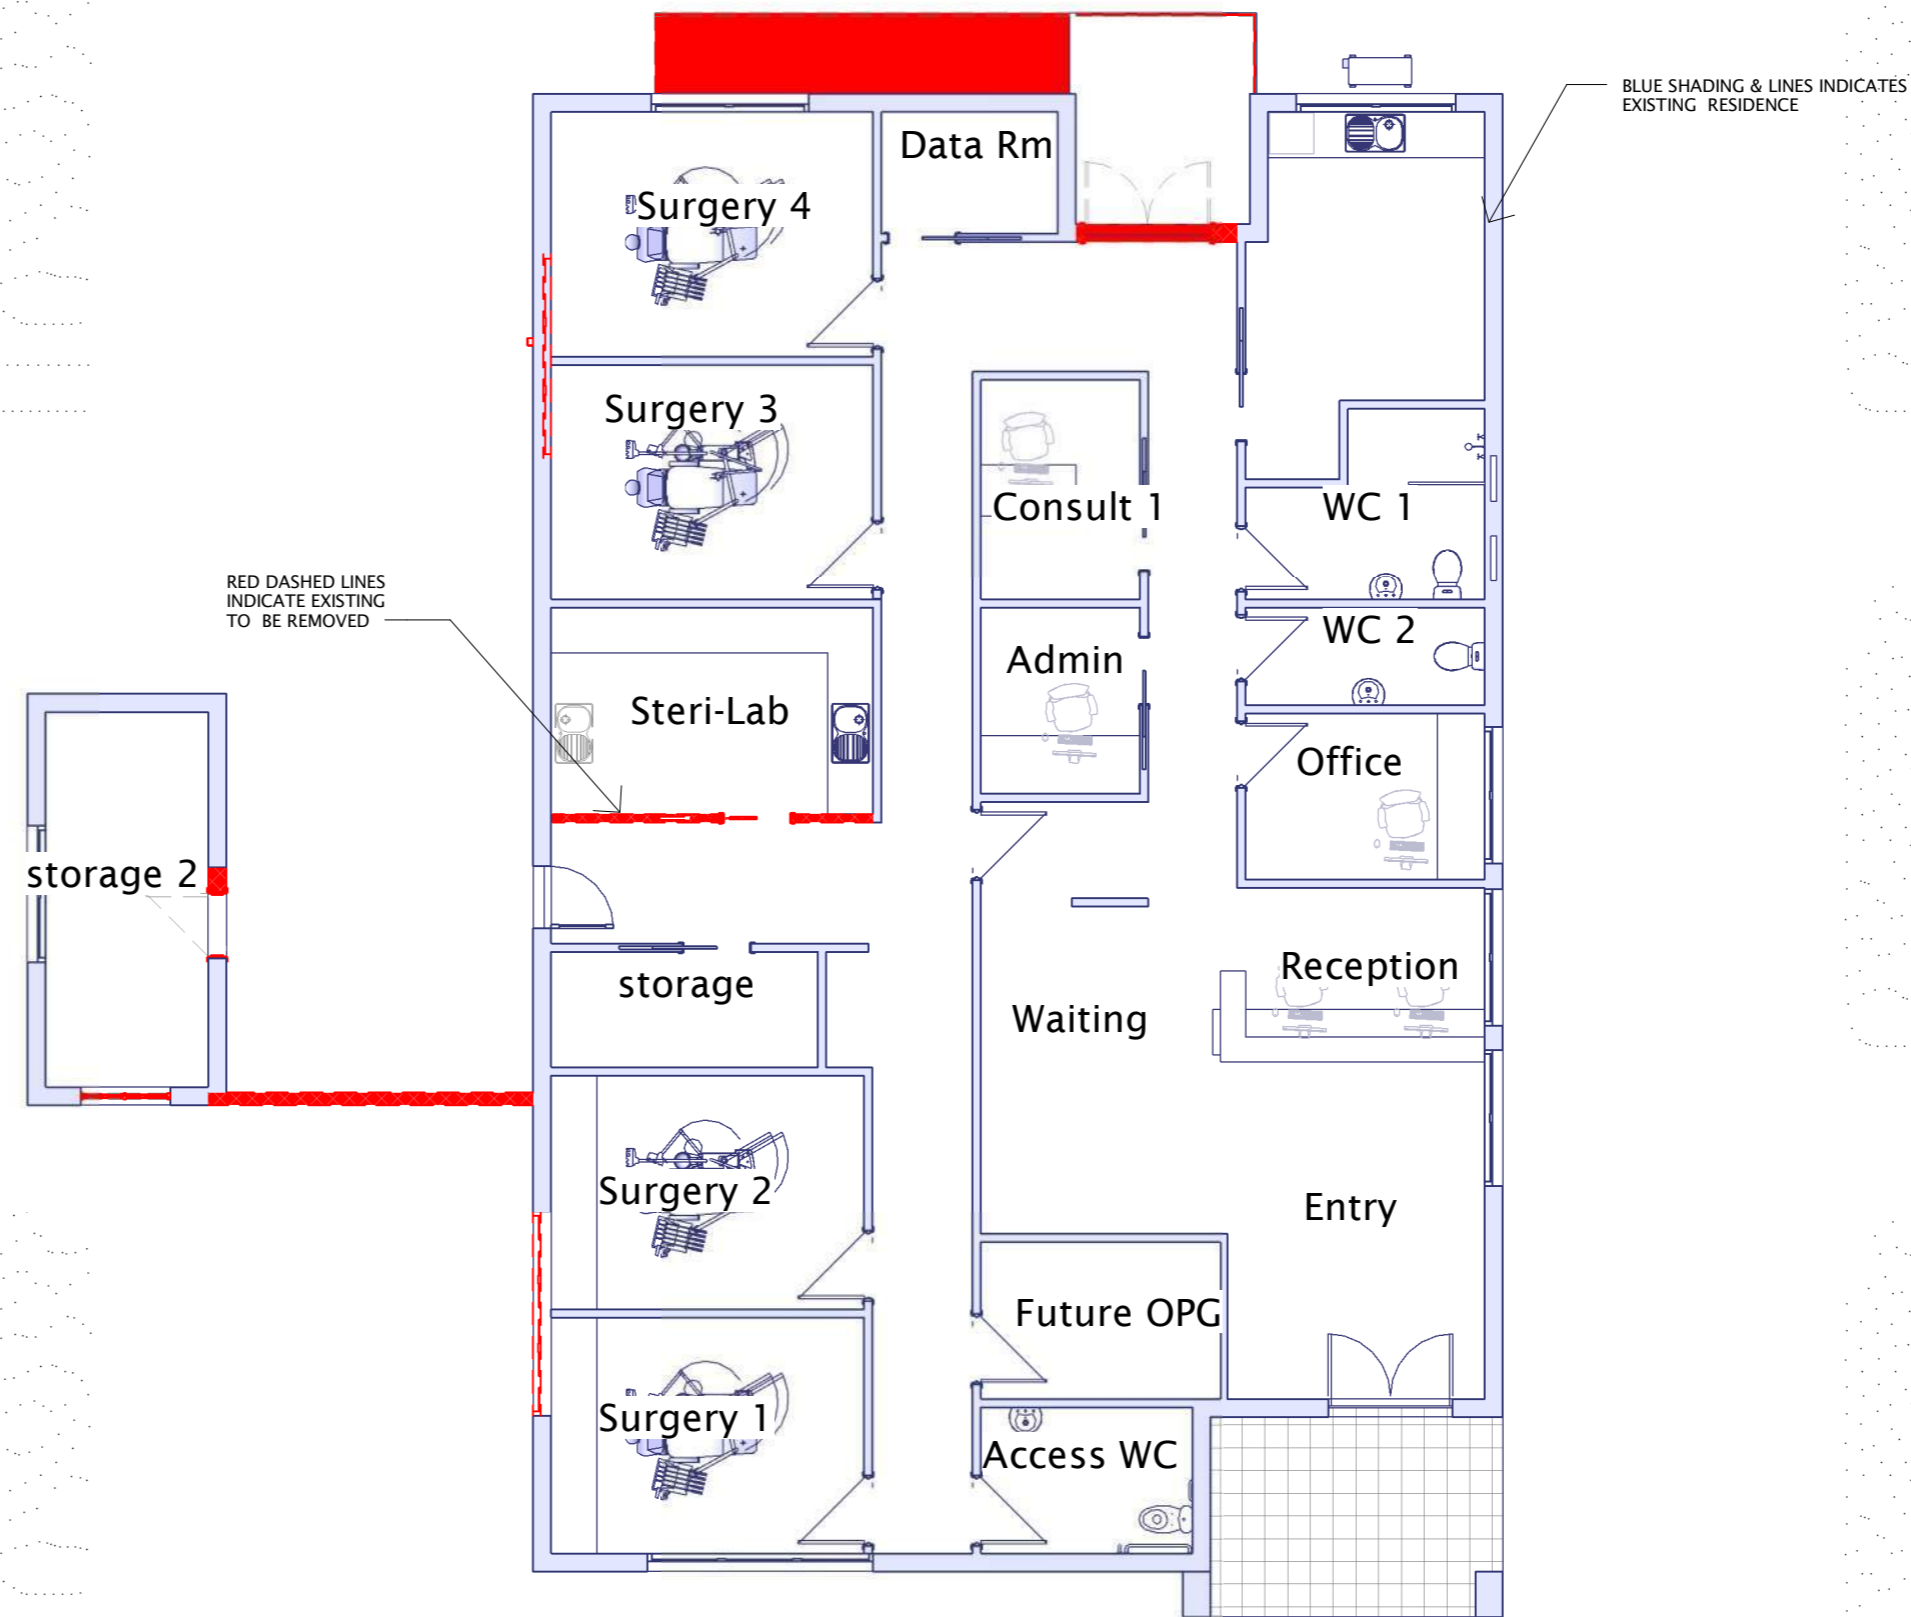 BLUE SHADING & LINES INDICATES
EXISTING RESIDENCE
Data Rm
Surgery 4
Surgery 3
Consult 1
WC 1
RED DASHED LINES
INDICATE EXISTING
TO BE REMOVED
WC 2
Admin
Steri-Lab
Office
storage 2
Reception
storage
Waiting
Surgery 2
Entry
Future OPG
Surgery 1
Access WC